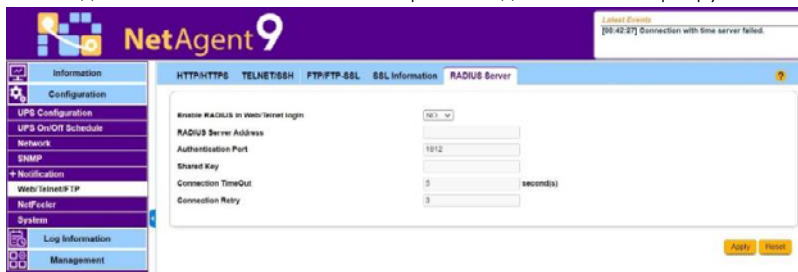 NetAgent 9
Latest Events
[00:42:27] Connection with time server failed.
Information
Configuration
UPS Configuration
UPS On/Off Schedule
Network
SNMP
+ Notification
Web/Telnet/FTP
NetFeeler
System
Log Information
Management
HTTP/HTTPS TELNET/SSH FTP/FTP-SSL SSL Information RADIUS Server
?
Enable RADIUS in Web/Telnet login NO
RADIUS Server Address
Authentication Port 1812
Shared Key
Connection TimeOut 5 second(s)
Connection Retry 3
Apply Reset